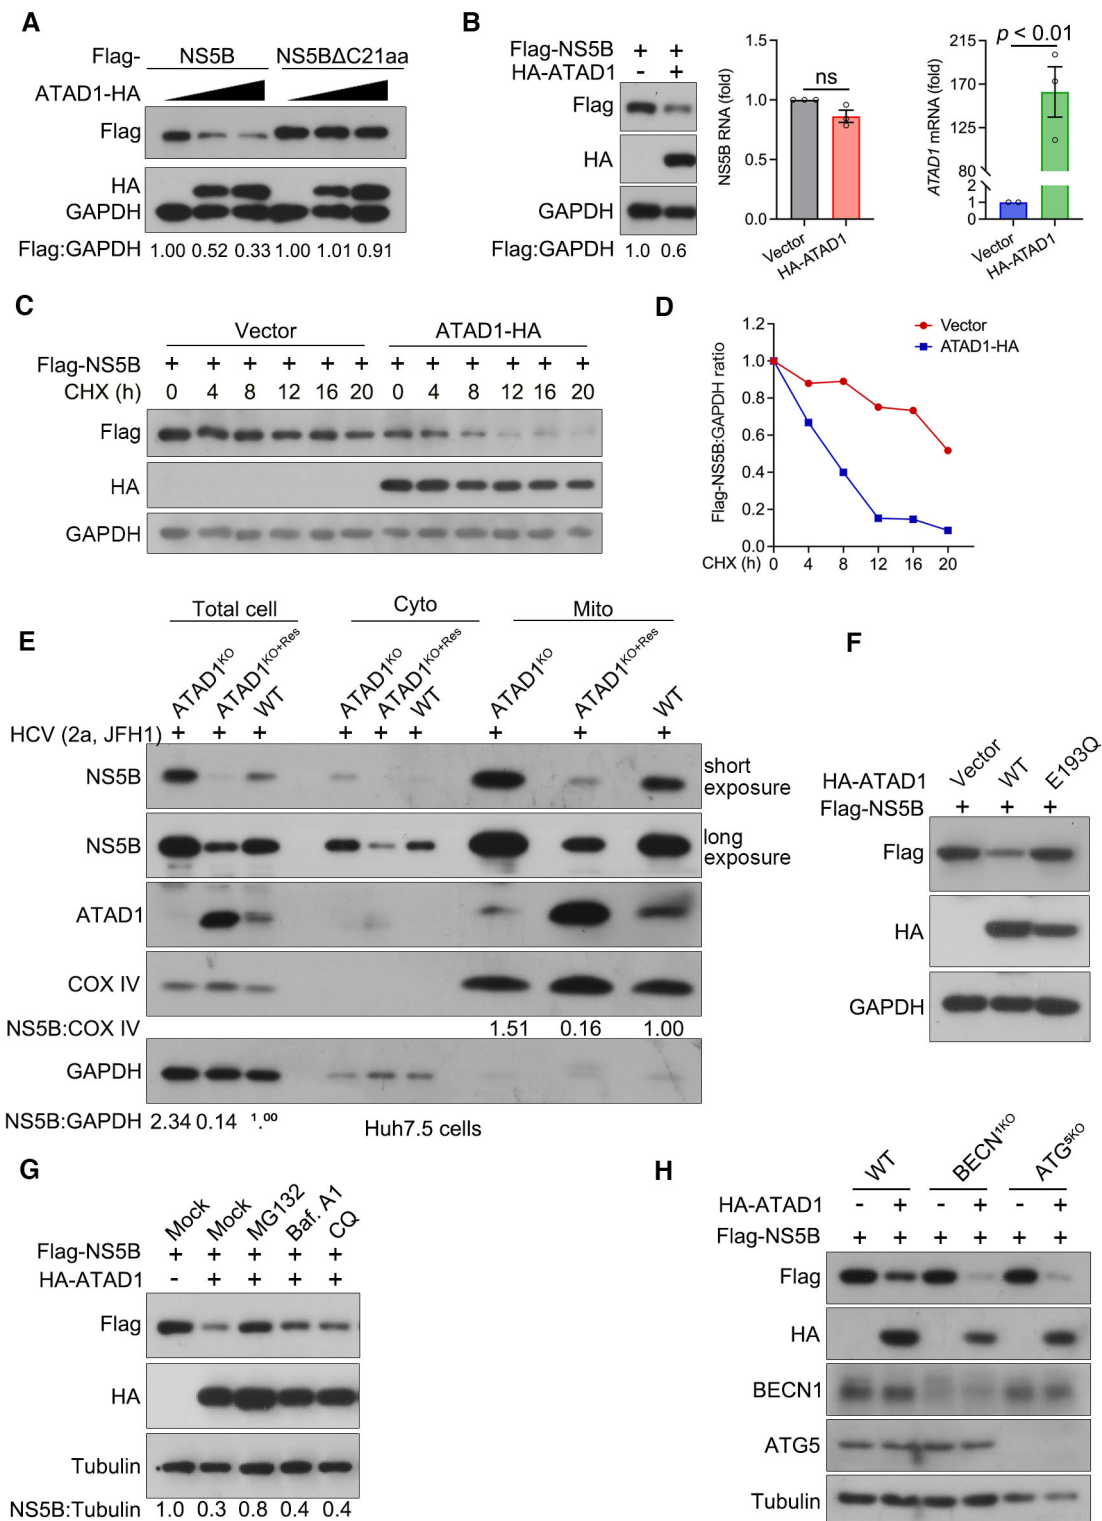 A
Flag- NS5B NS5BΔC21aa
ATAD1-HA
Flag
HA
GAPDH
Flag:GAPDH 1.00 0.52 0.33 1.00 1.01 0.91
B
Flag-NS5B + +
HA-ATAD1 - +
Flag
HA
GAPDH
Flag:GAPDH 1.0 0.6
NS5B RNA (fold)
1.5
1.0
0.5
0.0
ns
Vector
HA-ATAD1
ATAD1 mRNA (fold)
215
170
125
80
2
1
0
p < 0.01
Vector
HA-ATAD1
C
Vector ATAD1-HA
Flag-NS5B + + + + + + + + + + + +
CHX (h) 0 4 8 12 16 20 0 4 8 12 16 20
Flag
HA
GAPDH
D
Flag-NS5B:GAPDH ratio
1.2
1.0
0.8
0.6
0.4
0.2
0.0
Vector
ATAD1-HA
CHX (h) 0 4 8 12 16 20
E
Total cell Cyto Mito
ATAD1KO ATAD1KO+Res WT ATAD1KO ATAD1KO+Res WT ATAD1KO ATAD1KO+Res WT
HCV (2a, JFH1) + + + + + + + + +
NS5B short exposure
NS5B long exposure
ATAD1
COX IV
NS5B:COX IV 1.51 0.16 1.00
GAPDH
NS5B:GAPDH 2.34 0.14 1.00
Huh7.5 cells
F
HA-ATAD1 Vector WT E193Q
Flag-NS5B + + +
Flag
HA
GAPDH
G
Mock Mock MG132 Baf. A1 CQ
Flag-NS5B + + + + +
HA-ATAD1 - + + + +
Flag
HA
Tubulin
NS5B:Tubulin 1.0 0.3 0.8 0.4 0.4
H
WT BECN1KO ATG5KO
HA-ATAD1 - + - + - +
Flag-NS5B + + + + + +
Flag
HA
BECN1
ATG5
Tubulin